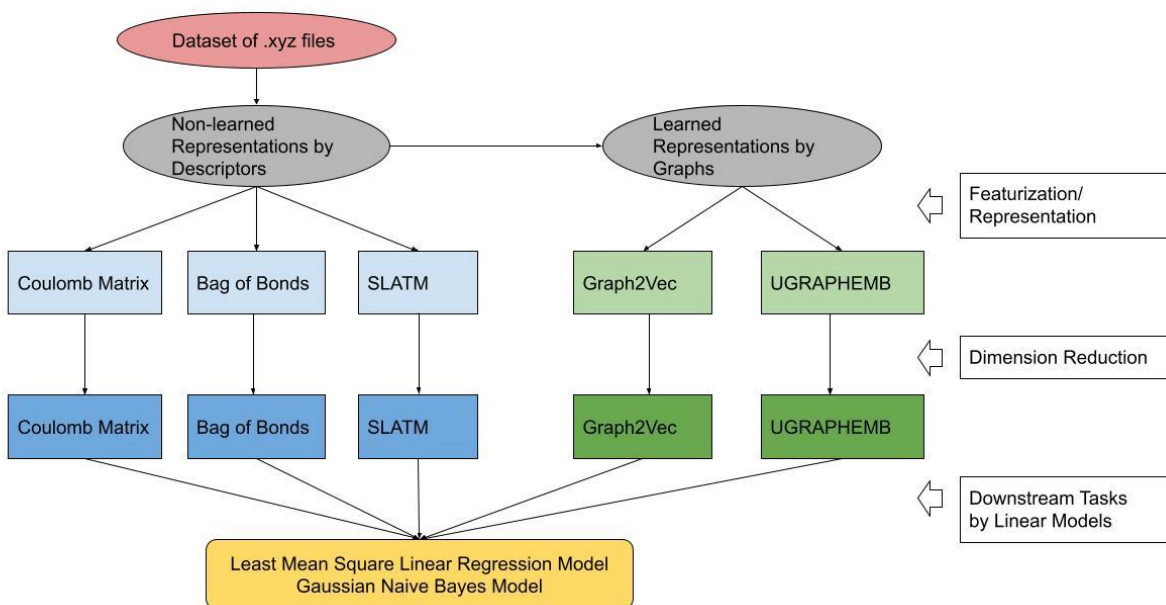 Dataset of .xyz files
Non-learned
Representations by
Descriptors
Learned
Representations by
Graphs
Featurization/
Representation
Coulomb Matrix
Bag of Bonds
SLATM
Graph2Vec
UGRAPHEMB
Dimension Reduction
Coulomb Matrix
Bag of Bonds
SLATM
Graph2Vec
UGRAPHEMB
Downstream Tasks
by Linear Models
Least Mean Square Linear Regression Model
Gaussian Naive Bayes Model